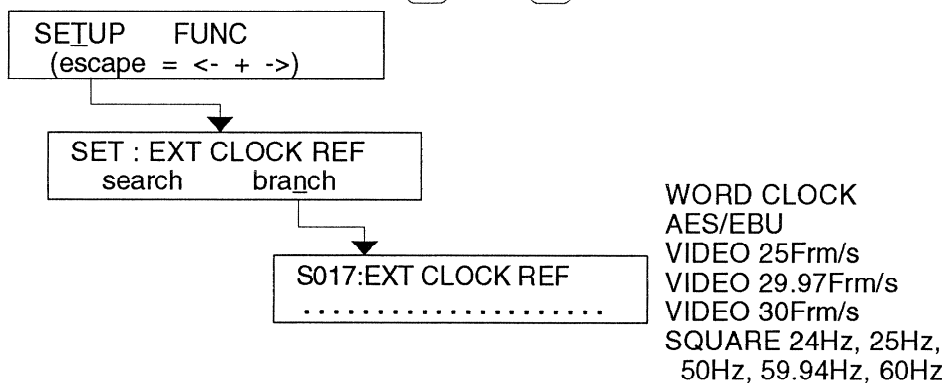 SETUP FUNC
(escape = <- + ->)
SET : EXT CLOCK REF
search branch
S017:EXT CLOCK REF
. . . . . . . . . . . . . . . . . . . . .
WORD CLOCK
AES/EBU
VIDEO 25Frm/s
VIDEO 29.97Frm/s
VIDEO 30Frm/s
SQUARE 24Hz, 25Hz,
50Hz, 59.94Hz, 60Hz